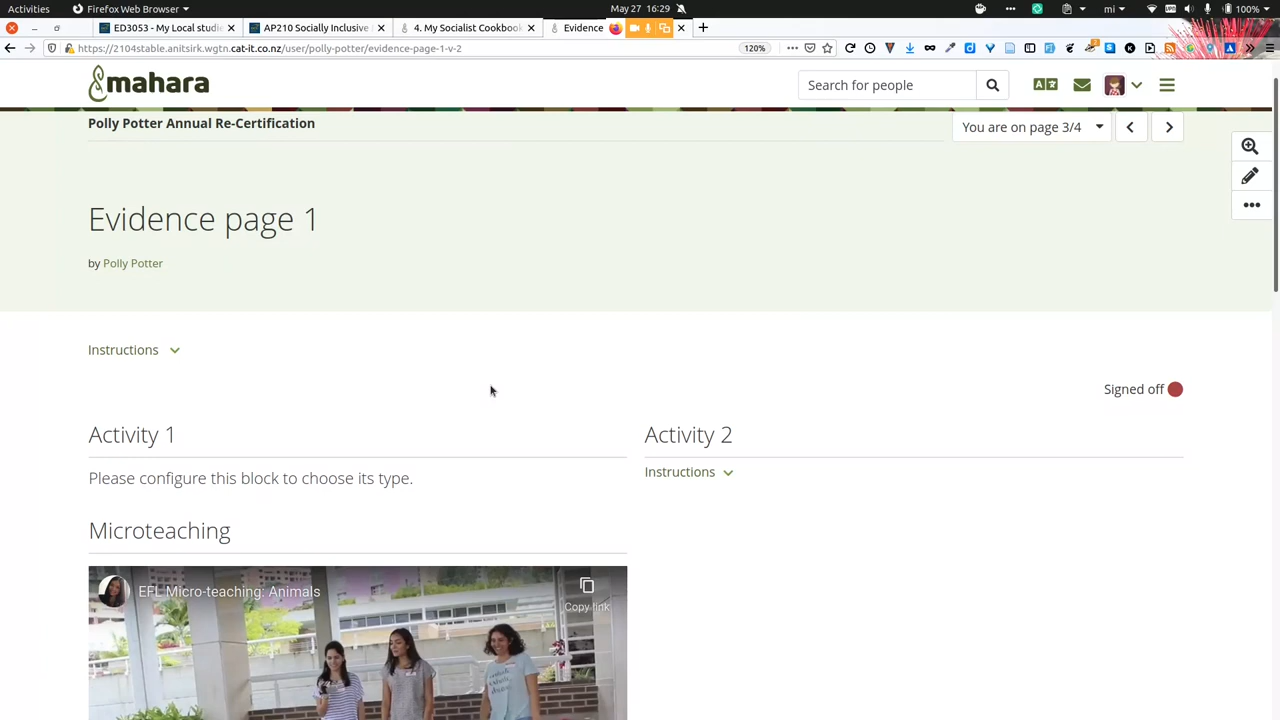 Activities
Firefox Web Browser
May 27 16:29
mi
100%
ED3053 - My Local studie
AP210 Socially Inclusive
4. My Socialist Cookbook
Evidence
https://2104stable.anitsirk.wgtn.cat-it.co.nz/user/polly-potter/evidence-page-1-v-2
120%
mahara
Search for people
Polly Potter Annual Re-Certification
You are on page 3/4
Evidence page 1
by Polly Potter
Instructions
Signed off
Activity 1
Activity 2
Please configure this block to choose its type.
Instructions
Microteaching
EFL Micro-teaching: Animals
Copy link